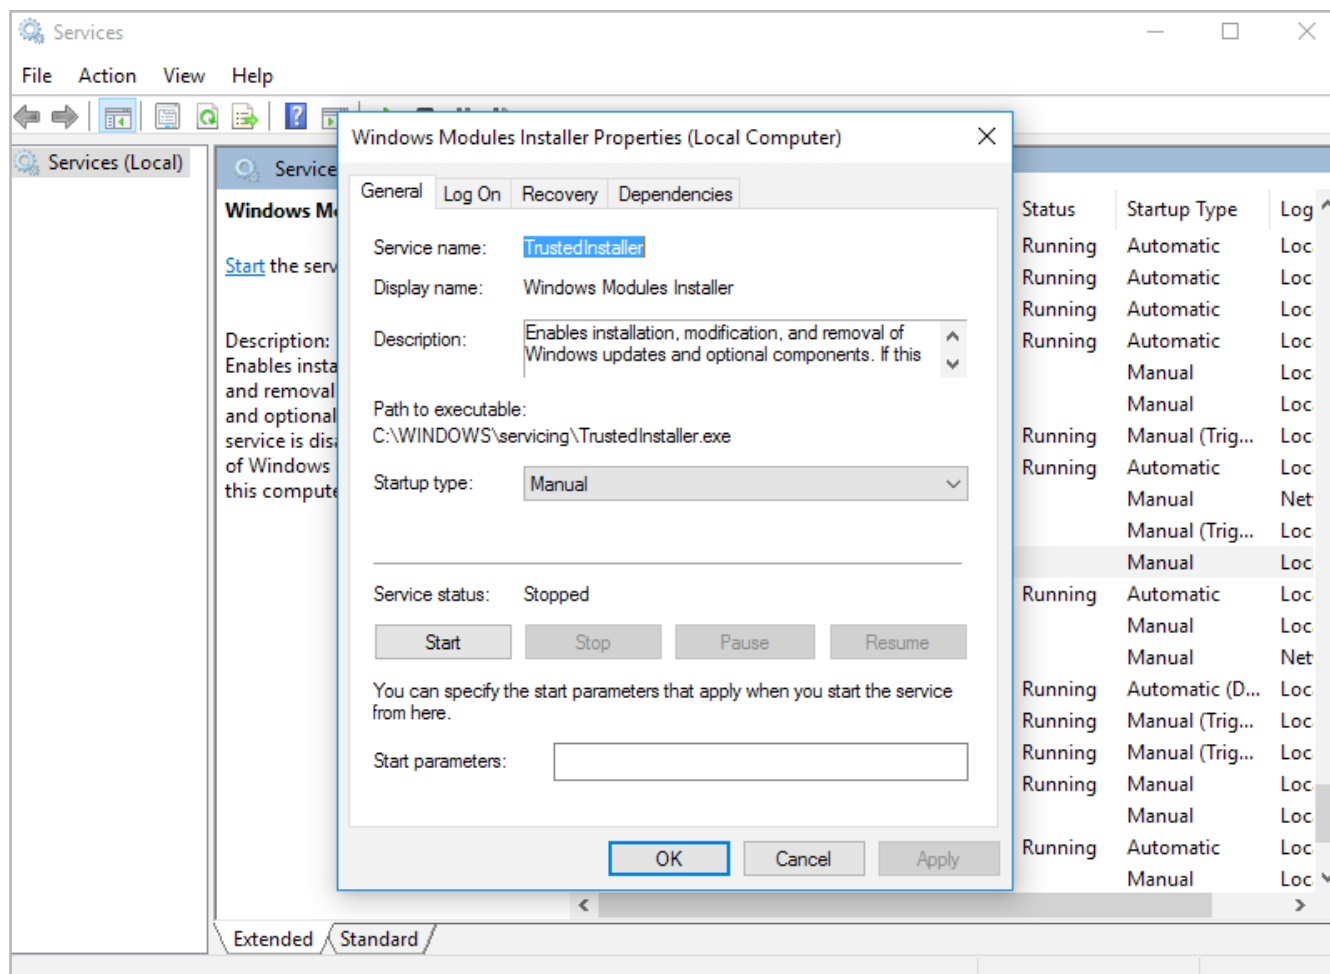 Services
File Action View Help
Services (Local)
Windows Modules Installer Properties (Local Computer)
General Log On Recovery Dependencies
Service name: TrustedInstaller
Display name: Windows Modules Installer
Description: Enables installation, modification, and removal of
Windows updates and optional components. If this
Path to executable:
C:\WINDOWS\servicing\TrustedInstaller.exe
Startup type: Manual
Service status: Stopped
Start Stop Pause Resume
You can specify the start parameters that apply when you start the service
from here.
Start parameters:
OK Cancel Apply
Service
Windows M
Start the serv
Description:
Enables insta
and removal
and optional
service is dis
of Windows
this compute
Status Startup Type Log
Running Automatic Loc
Running Automatic Loc
Running Automatic Loc
Running Automatic Loc
Manual Loc
Manual Loc
Running Manual (Trig... Loc
Running Automatic Loc
Manual Net
Manual (Trig... Loc
Manual Loc
Running Automatic Loc
Manual Loc
Manual Net
Running Automatic (D... Loc
Running Manual (Trig... Loc
Running Manual (Trig... Loc
Running Manual Loc
Manual Loc
Running Automatic Loc
Manual Loc
Extended Standard